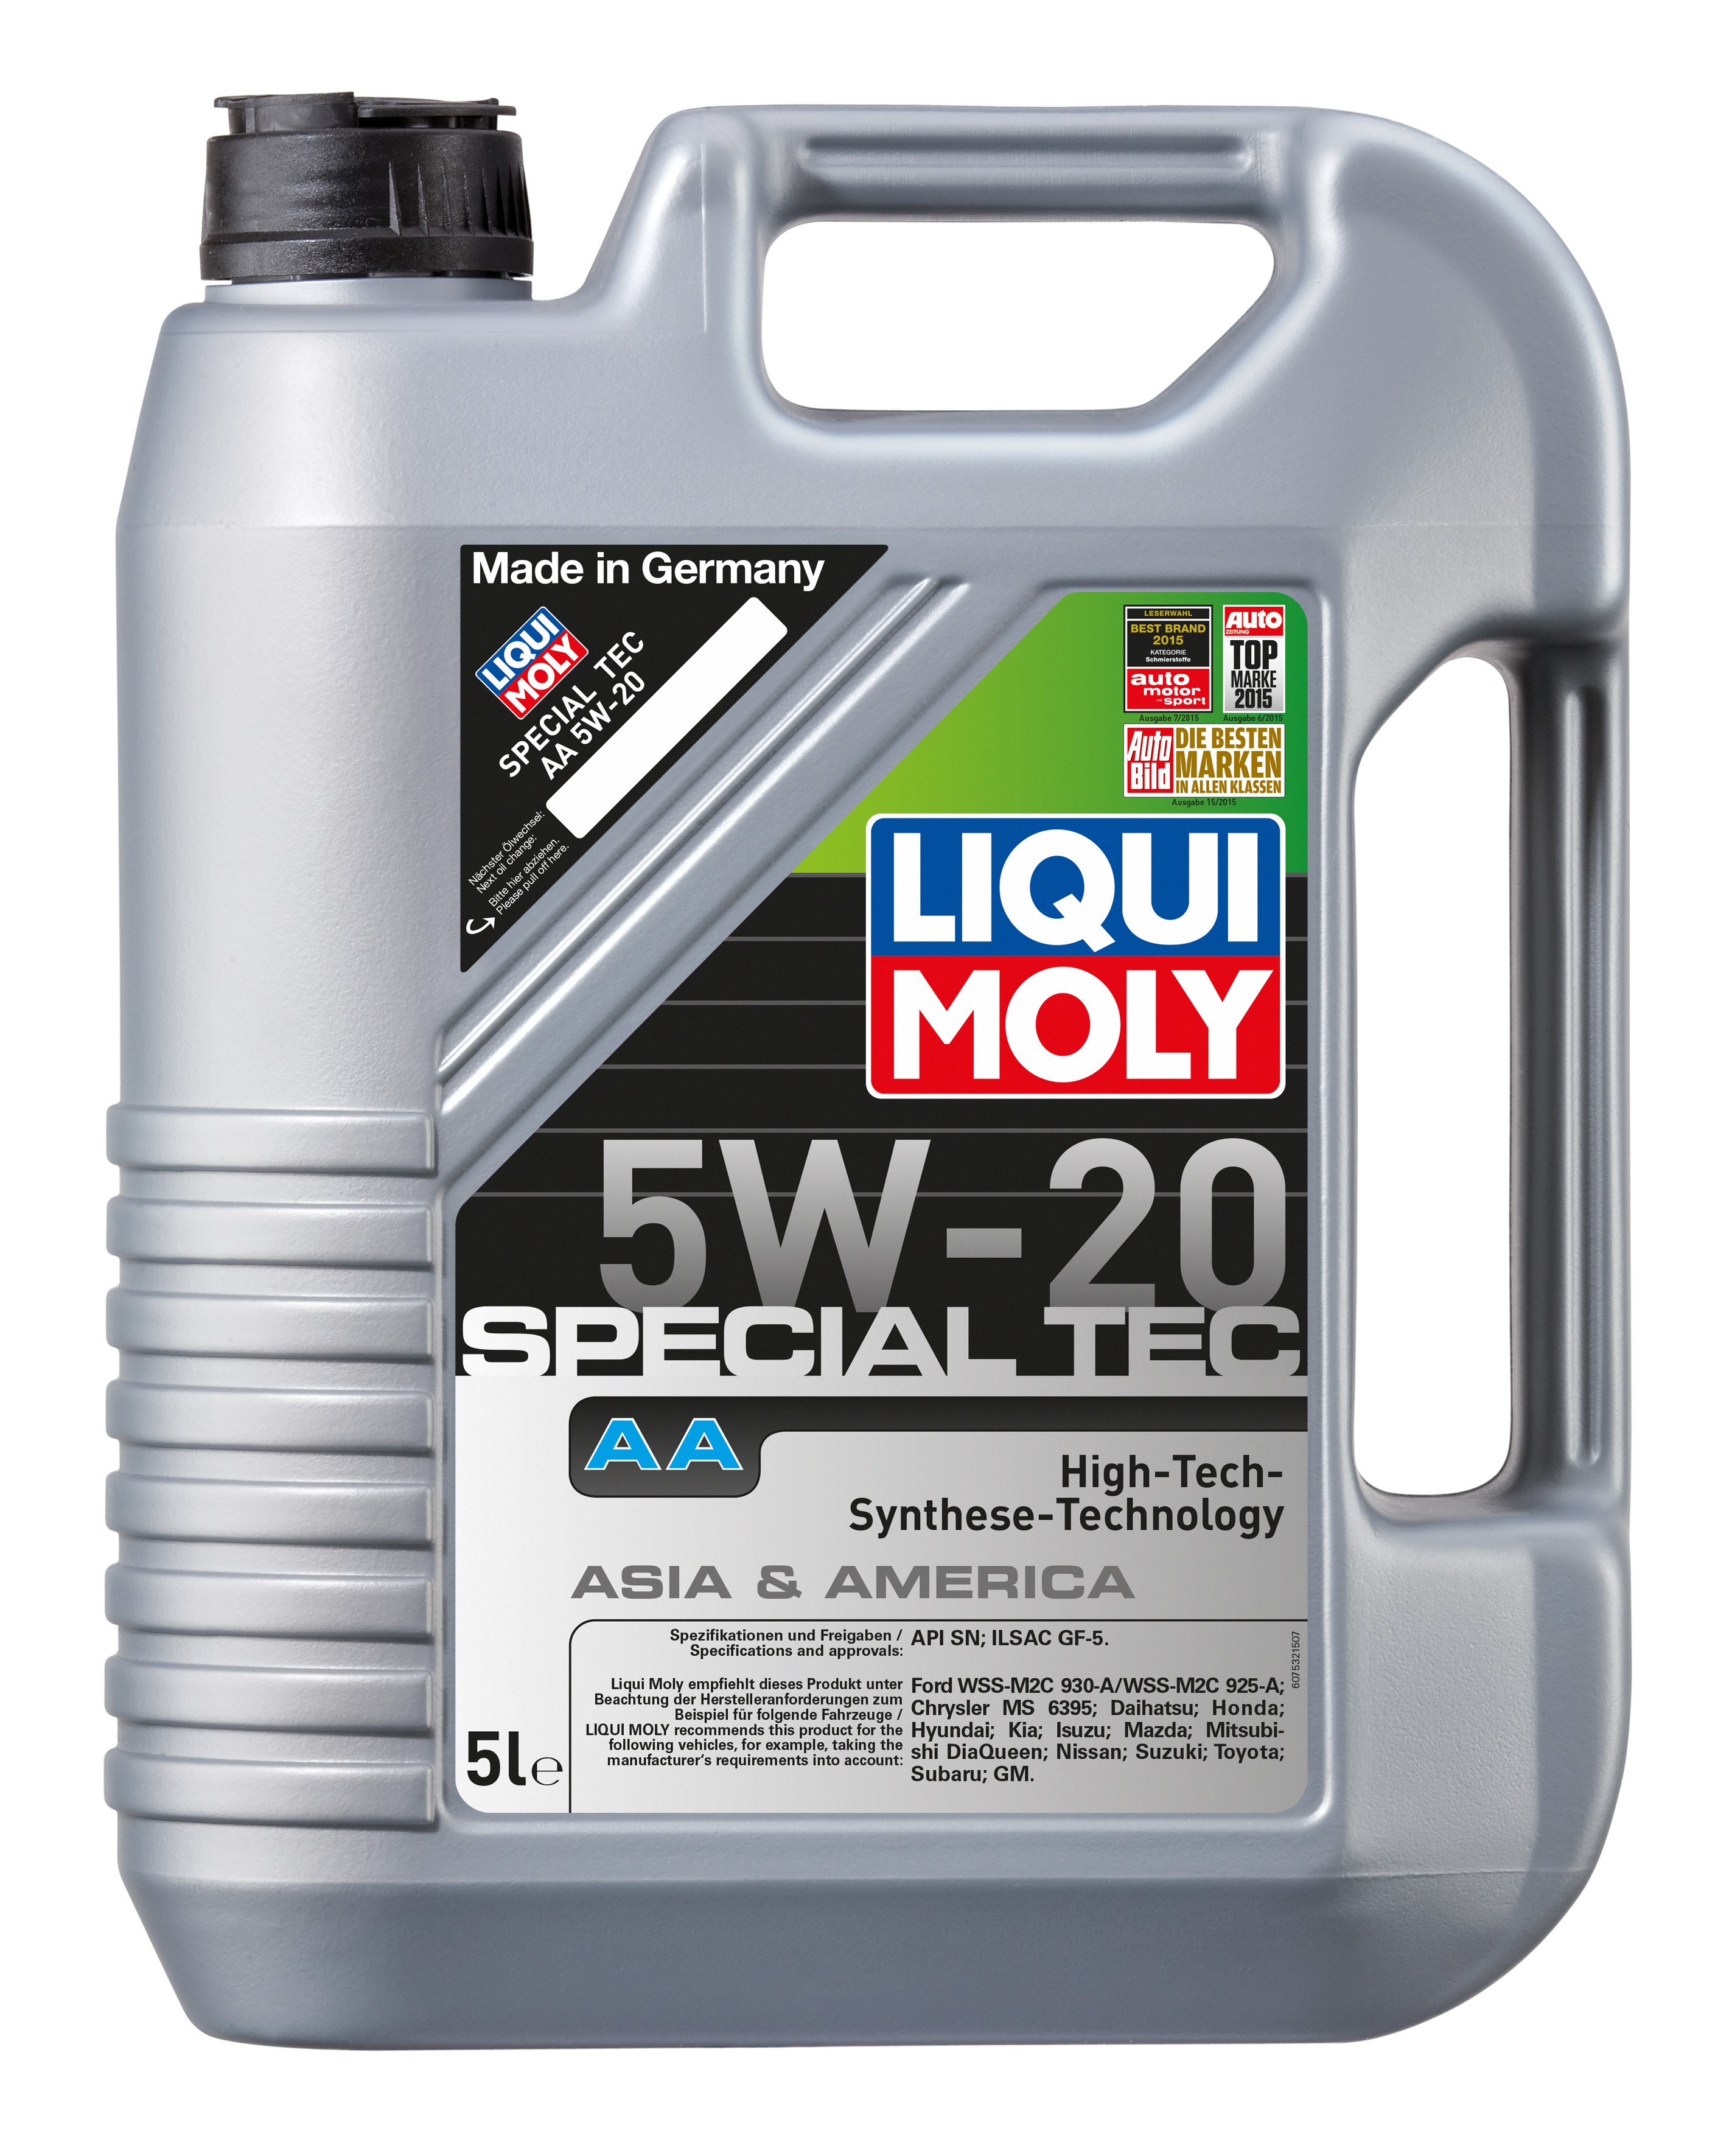 Made in Germany
LIQUI
MOLY
SPECIAL TEC
AA 5W-20
Nächster Ölwechsel:
Next oil change:
Bitte hier abziehen.
Please pull off here.
LESERWAHL
BEST BRAND
2015
KATEGORIE
Schmierstoffe
auto
motor
sport
Ausgabe 7/2015
Auto
ZEITUNG
TOP
MARKE
2015
Ausgabe 6/2015
Auto
Bild
DIE BESTEN
MARKEN
IN ALLEN KLASSEN
Ausgabe 15/2015
LIQUI
MOLY
5W-20
SPECIAL TEC
AA
High-Tech-
Synthese-Technology
ASIA & AMERICA
Spezifikationen und Freigaben /
Specifications and approvals:
API SN; ILSAC GF-5.
Liqui Moly empfiehlt dieses Produkt unter
Beachtung der Herstelleranforderungen zum
Beispiel für folgende Fahrzeuge /
LIQUI MOLY recommends this product for the
following vehicles, for example, taking the
manufacturer's requirements into account:
Ford WSS-M2C 930-A/WSS-M2C 925-A;
Chrysler MS 6395; Daihatsu; Honda;
Hyundai; Kia; Isuzu; Mazda; Mitsubi-
shi DiaQueen; Nissan; Suzuki; Toyota;
Subaru; GM.
6075321507
5l e